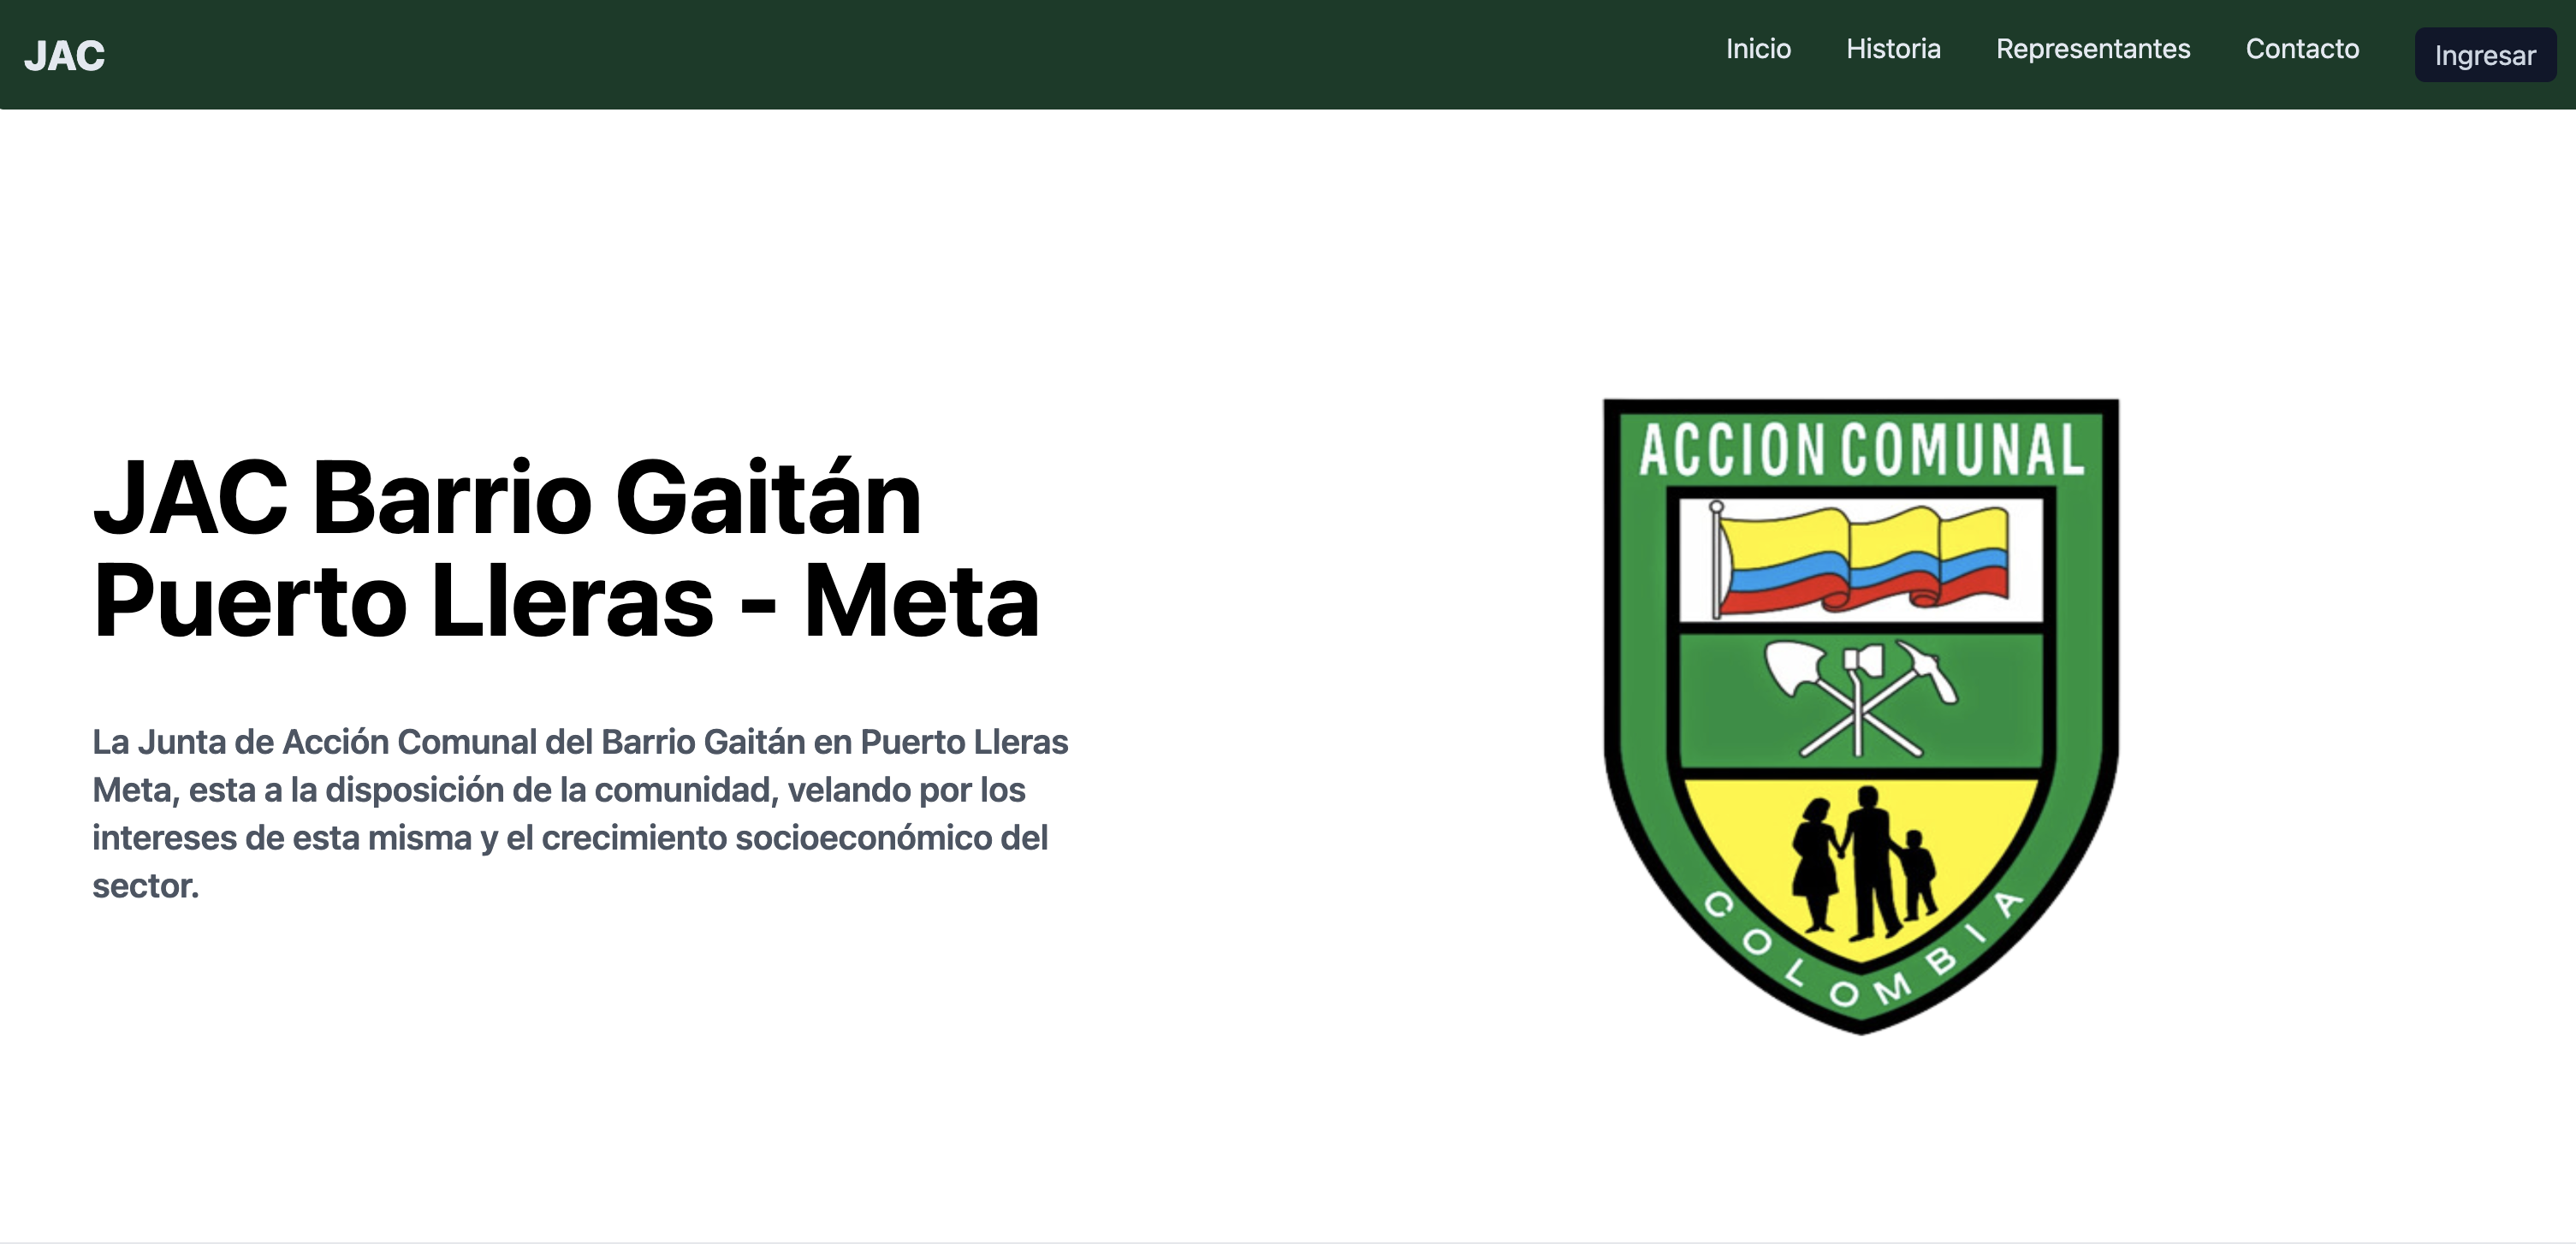 JAC
Inicio Historia Representantes Contacto Ingresar
JAC Barrio Gaitán
Puerto Lleras - Meta
La Junta de Acción Comunal del Barrio Gaitán en Puerto Lleras
Meta, esta a la disposición de la comunidad, velando por los
intereses de esta misma y el crecimiento socioeconómico del
sector.
ACCION COMUNAL
COLOMBIA